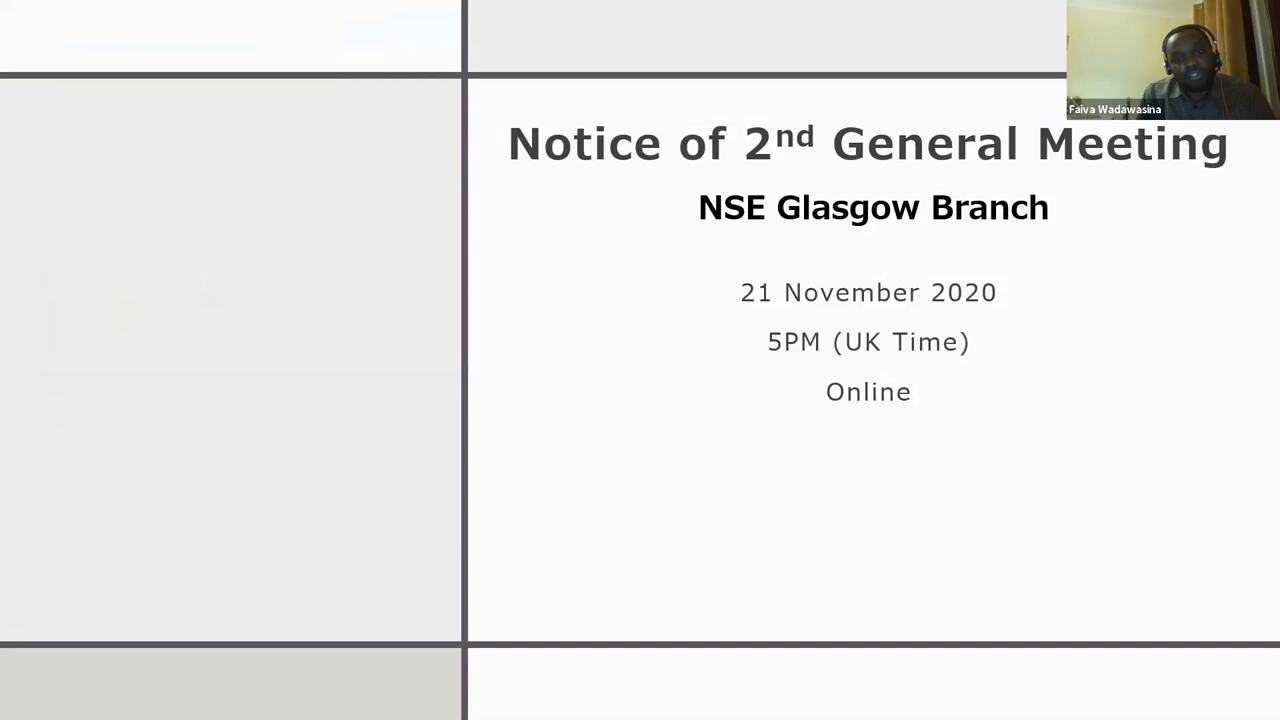 Faiva Wadawasina
Notice of 2nd General Meeting
NSE Glasgow Branch
21 November 2020
5PM (UK Time)
Online